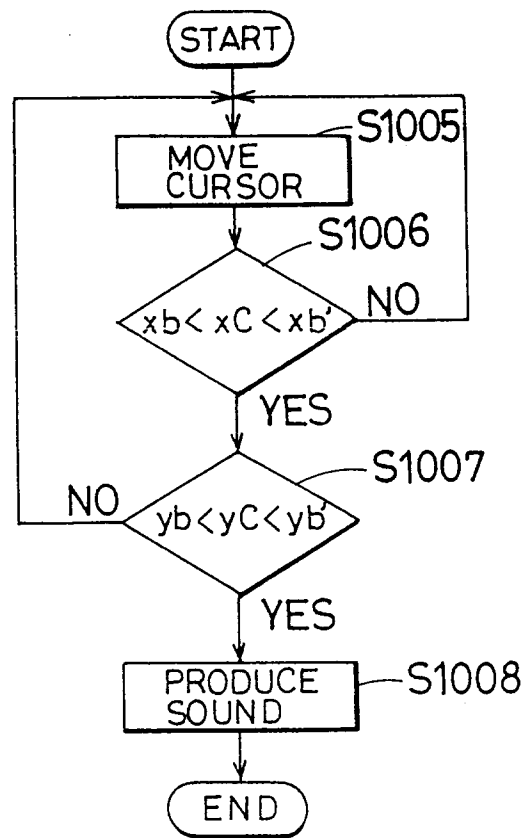 START
S1005
MOVE
CURSOR
S1006
xb<xC<xb'
NO
YES
S1007
yb<yC<yb'
NO
YES
PRODUCE
SOUND
S1008
END